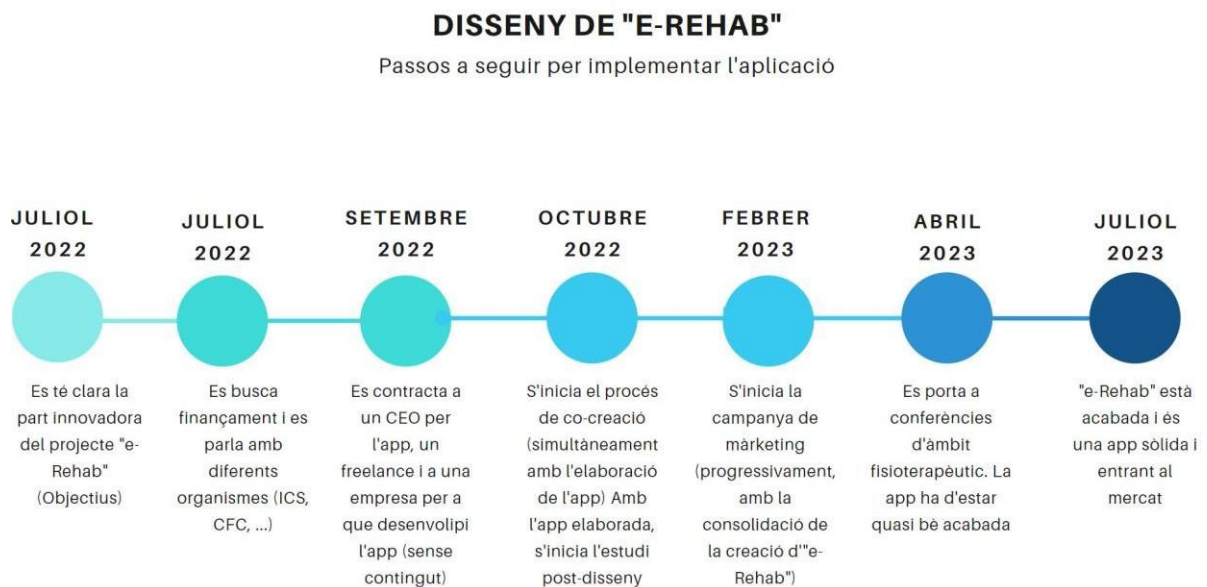 DISSENY DE "E-REHAB"
Passos a seguir per implementar l'aplicació
JULIOL
2022
Es té clara la
part innovadora
del projecte "e-
Rehab"
(Objectius)
JULIOL
2022
Es busca
finançament i es
parla amb
diferents
organismes (ICS,
CFC, ...)
SETEMBRE
2022
Es contracta a
un CEO per
l'app, un
freelance i a una
empresa per a
que desenvolipi
l'app (sense
contingut)
OCTUBRE
2022
S'inicia el procés
de co-creació
(simultàneament
amb l'elaboració
de l'app) Amb
l'app elaborada,
s'inicia l'estudi
post-disseny
FEBRER
2023
S'inicia la
campanya de
màrketing
(progressivament,
amb la
consolidació de
la creació d'"e-
Rehab")
ABRIL
2023
Es porta a
conferències
d'àmbit
fisioterapèutic. La
app ha d'estar
quasi bè acabada
JULIOL
2023
"e-Rehab" està
acabada i és
una app sòlida i
entrant al
mercat